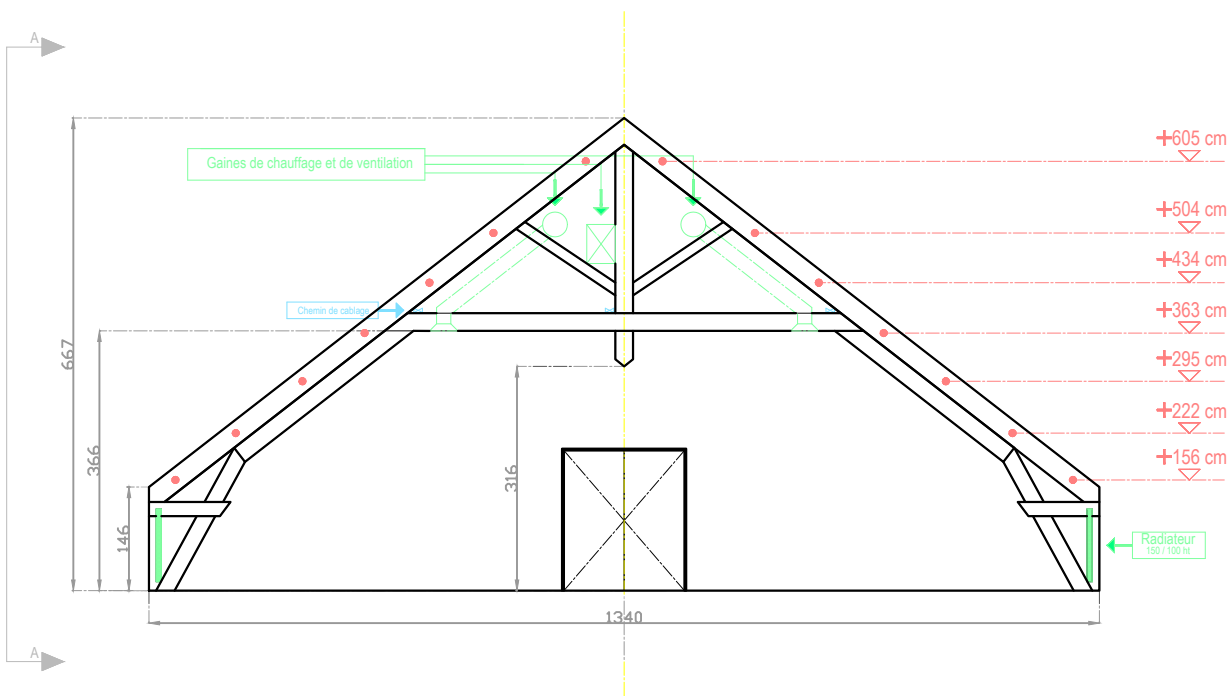 A
+605 cm
Gaines de chauffage et de ventilation
+504 cm
+434 cm
Chemin de cablage
+363 cm
667
+295 cm
+222 cm
366
316
+156 cm
146
Radiateur
150 / 100 ht
1340
A